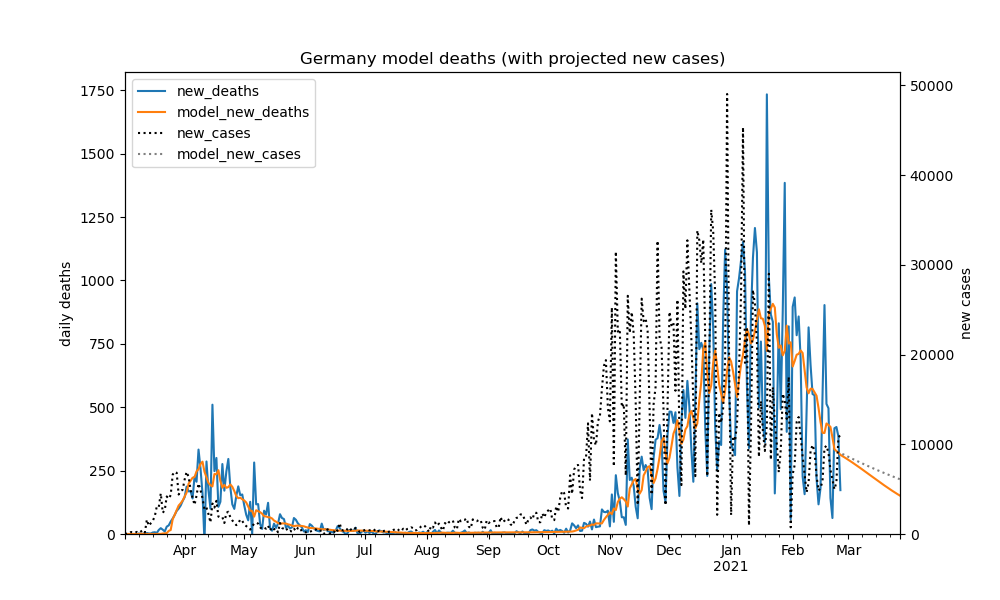 Germany model deaths (with projected new cases)
new_deaths
model_new_deaths
new_cases
model_new_cases
daily deaths
new cases
1750
1500
1250
1000
750
500
250
0
50000
40000
30000
20000
10000
0
Apr May Jun Jul Aug Sep Oct Nov Dec Jan Feb Mar
2021